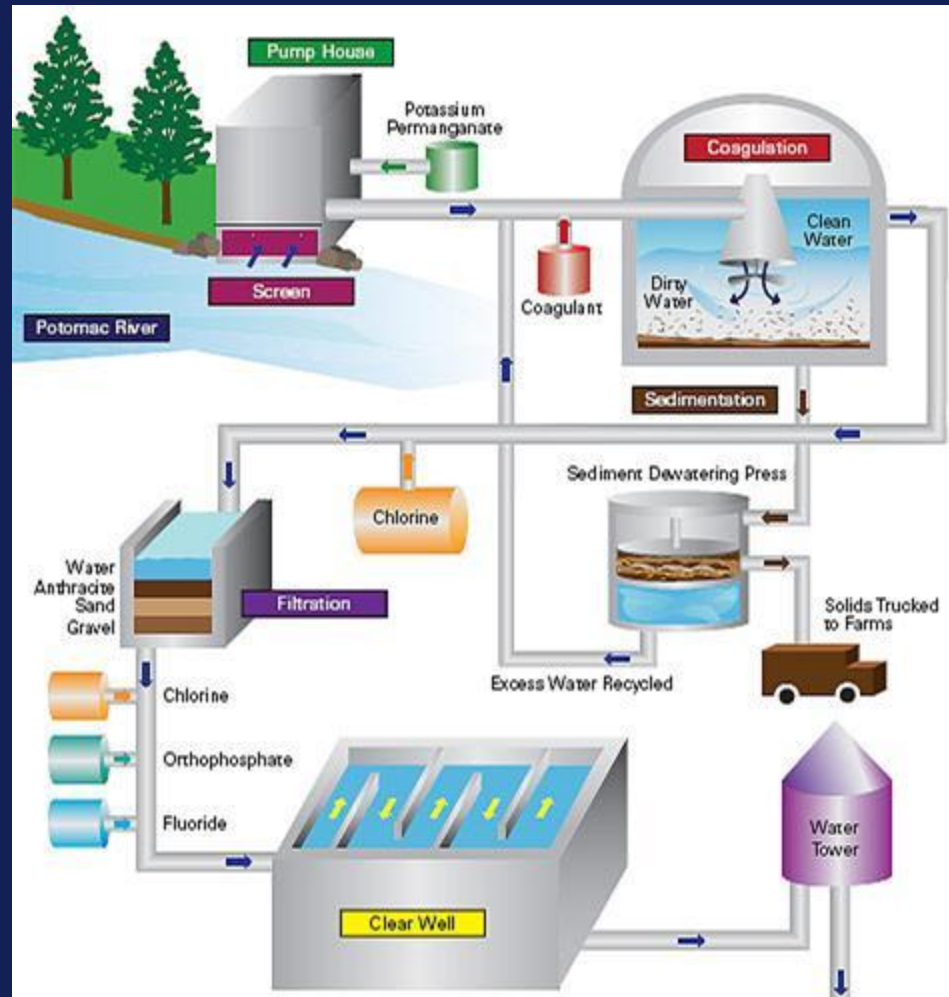 Pump House
Potassium
Permanganate
Coagulation
Clean
Water
Dirty
Water
Screen
Coagulant
Potomac River
Sedimentation
Sediment Dewatering Press
Chlorine
Water
Anthracite
Sand
Gravel
Filtration
Solids Trucked
to Farms
Excess Water Recycled
Chlorine
Orthophosphate
Fluoride
Water
Tower
Clear Well